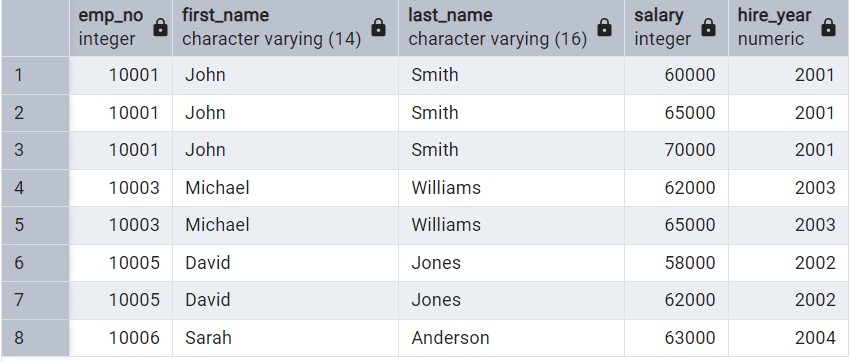 emp_no first_name last_name salary hire_year
integer character varying (14) character varying (16) integer numeric
1 10001 John Smith 60000 2001
2 10001 John Smith 65000 2001
3 10001 John Smith 70000 2001
4 10003 Michael Williams 62000 2003
5 10003 Michael Williams 65000 2003
6 10005 David Jones 58000 2002
7 10005 David Jones 62000 2002
8 10006 Sarah Anderson 63000 2004